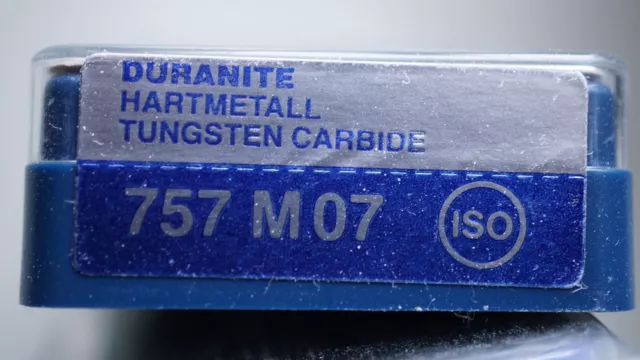 DURANITE
HARTMETALL
TUNGSTEN CARBIDE
757 M07 ISO